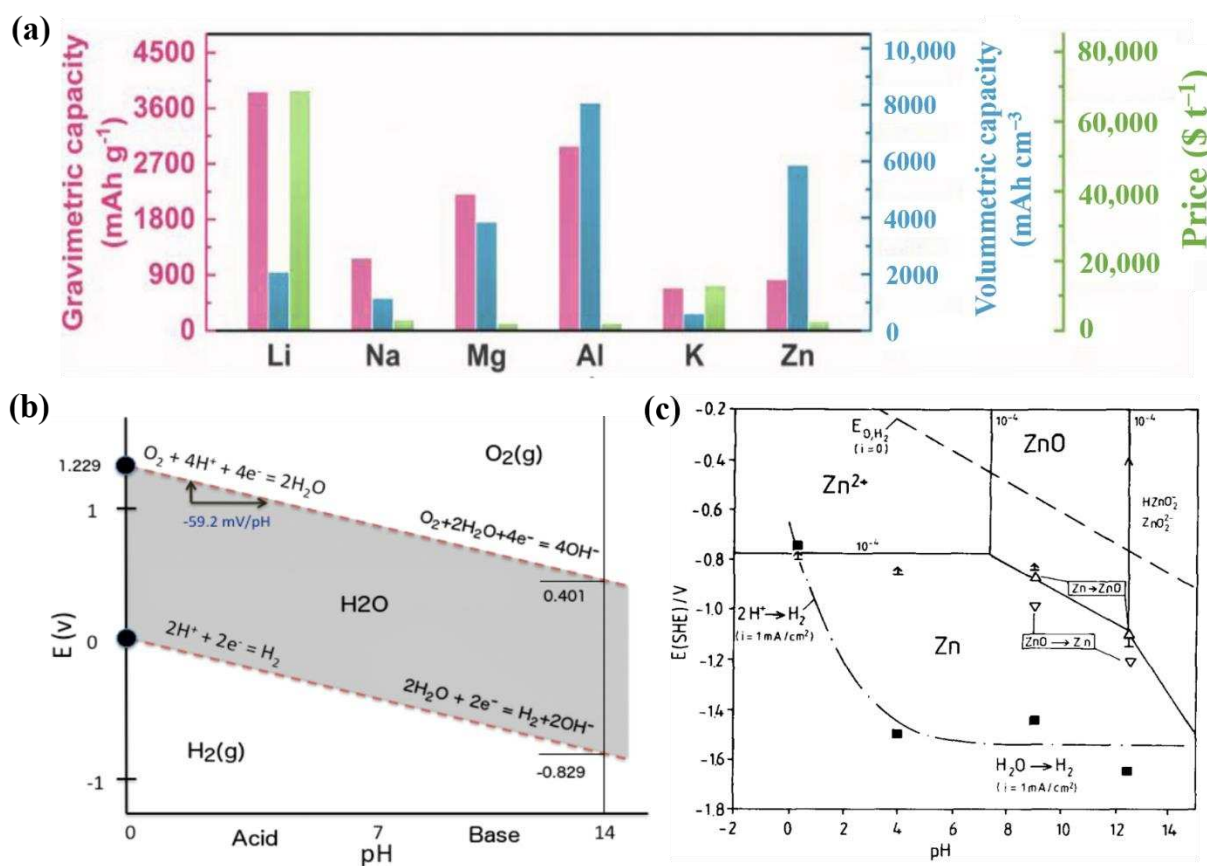 (a)
Gravimetric capacity
(mAh g⁻¹)
4500
3600
2700
1800
900
0
Li
Na
Mg
Al
K
Zn
10,000
8000
6000
4000
2000
0
Volummetric capacity
(mAh cm⁻³)
80,000
60,000
40,000
20,000
0
Price ($ t⁻¹)
(b)
E (v)
1.229
1
0
-1
O₂ + 4H⁺ + 4e⁻ = 2H₂O
-59.2 mV/pH
O₂(g)
O₂+2H₂O+4e⁻ = 4OH⁻
0.401
H2O
2H⁺ + 2e⁻ = H₂
2H₂O + 2e⁻ = H₂+2OH⁻
-0.829
H₂(g)
0
Acid
7
Base
14
pH
(c)
E(SHE)/V
-0.2
-0.4
-0.6
-0.8
-1.0
-1.2
-1.4
-1.6
-1.8
E₀,H₂
(i=0)
10⁻⁴
ZnO
10⁻⁴
Zn²⁺
HZnO₂⁻
ZnO₂²⁻
10⁻⁴
Zn→ZnO
2H⁺→H₂
(i=1mA/cm²)
Zn
ZnO→Zn
H₂O→H₂
(i=1mA/cm²)
-2
0
2
4
6
8
10
12
14
pH